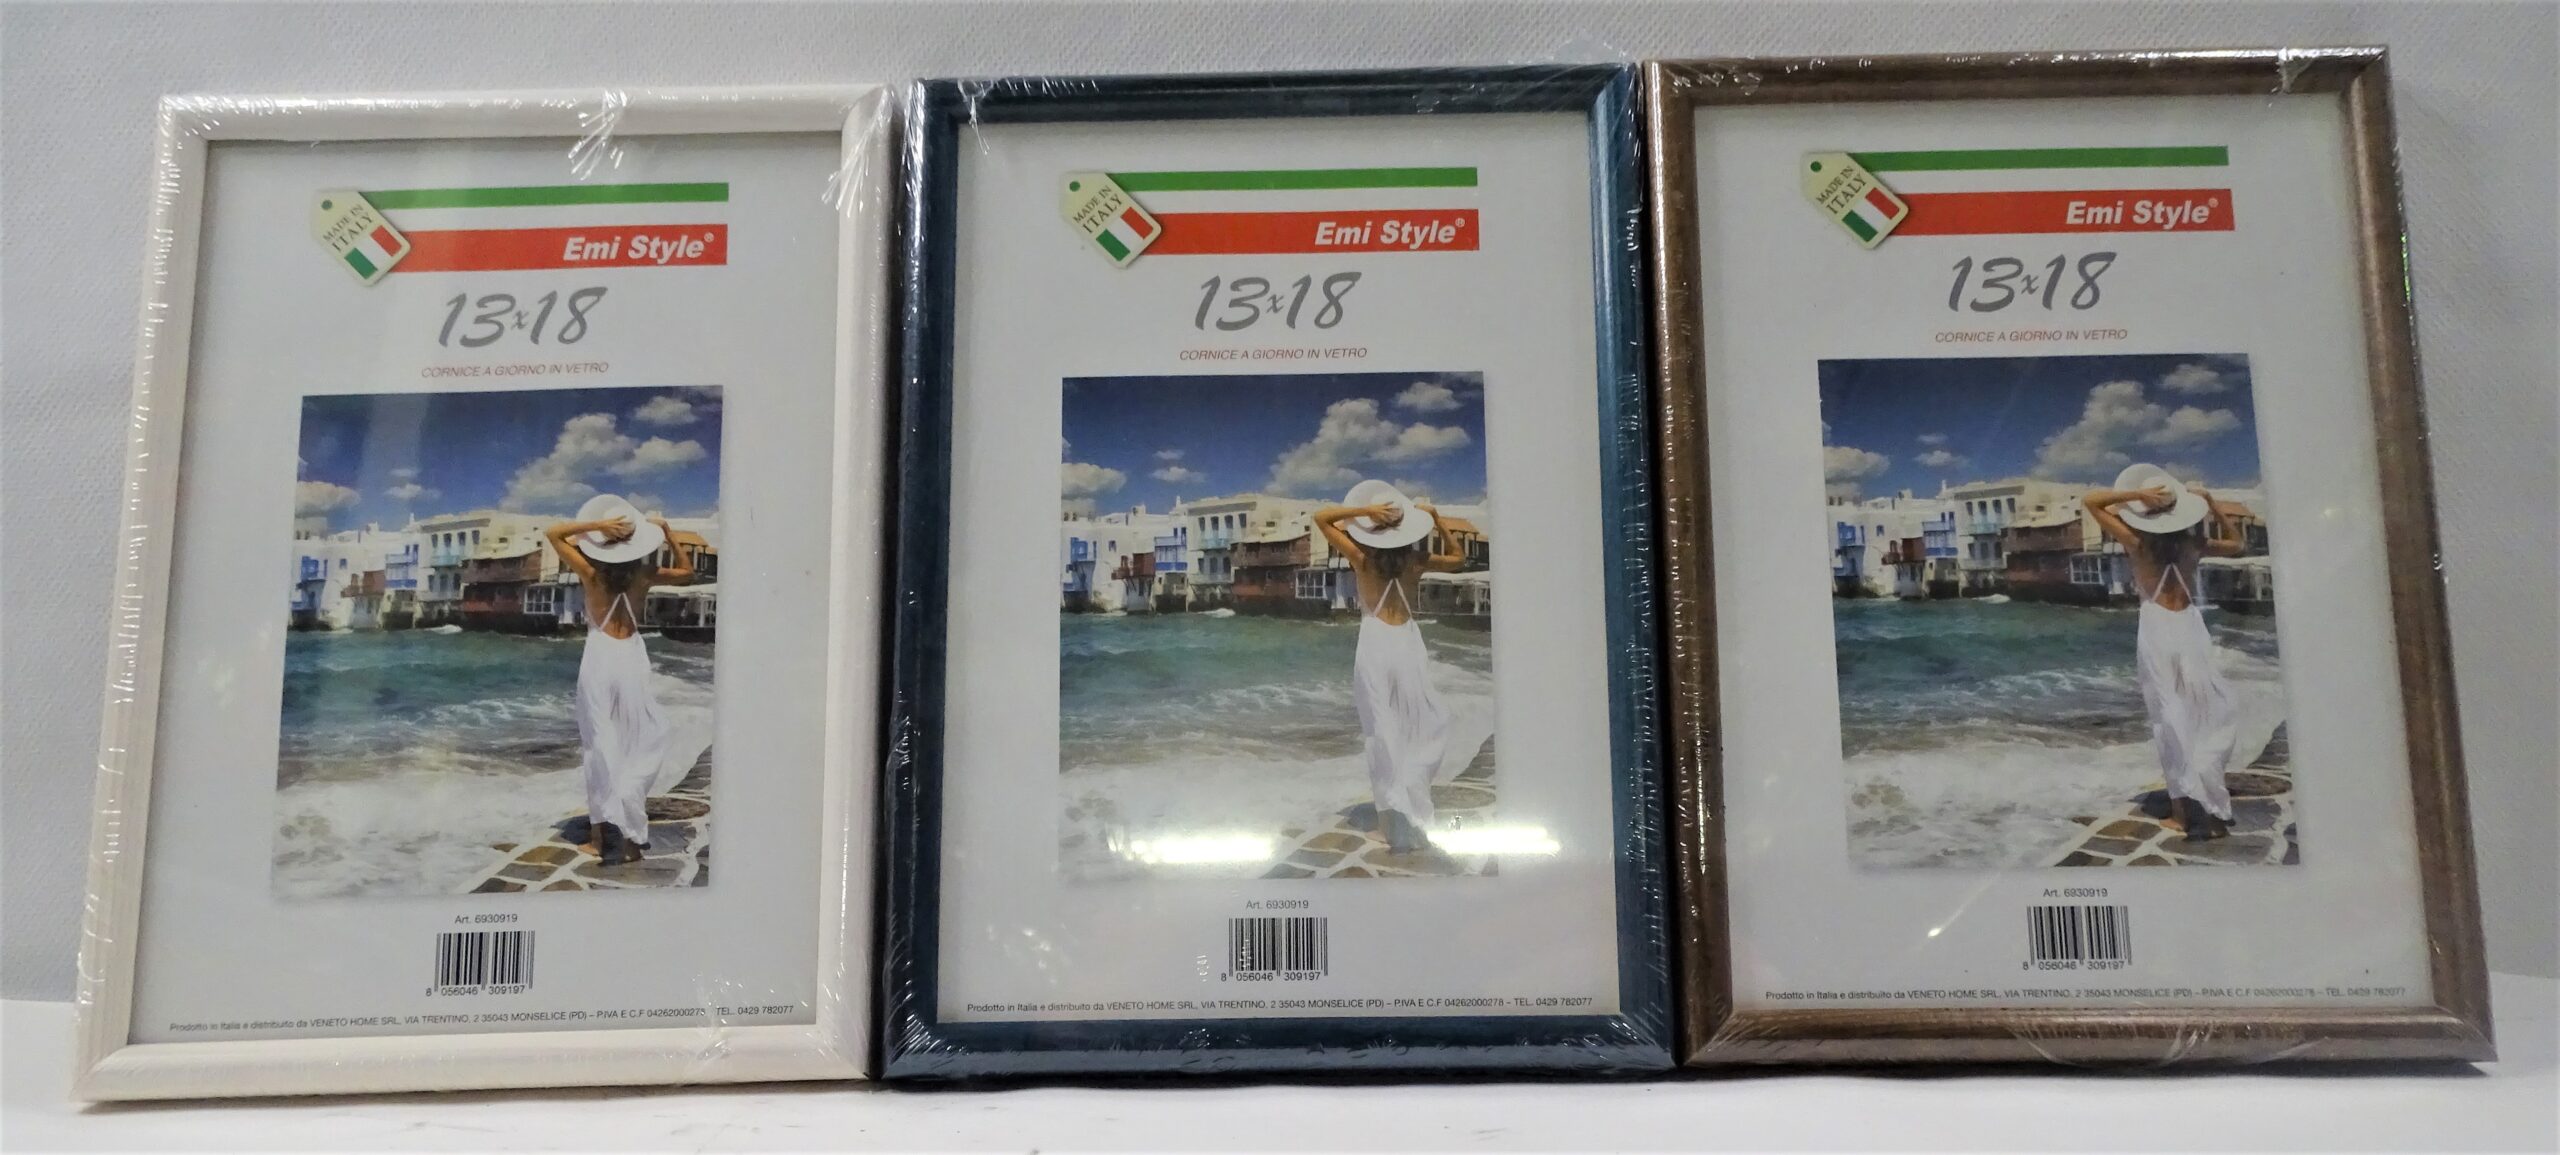 MADE IN
ITALY
Emi Style®
13x18
CORNICE A GIORNO IN VETRO
Art. 6930919
8 056046 309197
Prodotto in Italia e distribuito da VENETO HOME SRL, VIA TRENTINO, 2 35043 MONSELICE (PD) – P.IVA E C.F 04262000278 – TEL. 0429 782077
MADE IN
ITALY
Emi Style®
13x18
CORNICE A GIORNO IN VETRO
Art. 6930919
8 056046 309197
Prodotto in Italia e distribuito da VENETO HOME SRL, VIA TRENTINO, 2 35043 MONSELICE (PD) – P.IVA E C.F 04262000278 – TEL. 0429 782077
MADE IN
ITALY
Emi Style®
13x18
CORNICE A GIORNO IN VETRO
Art. 6930919
8 056046 309197
Prodotto in Italia e distribuito da VENETO HOME SRL, VIA TRENTINO, 2 35043 MONSELICE (PD) – P.IVA E C.F 04262000278 – TEL. 0429 782077